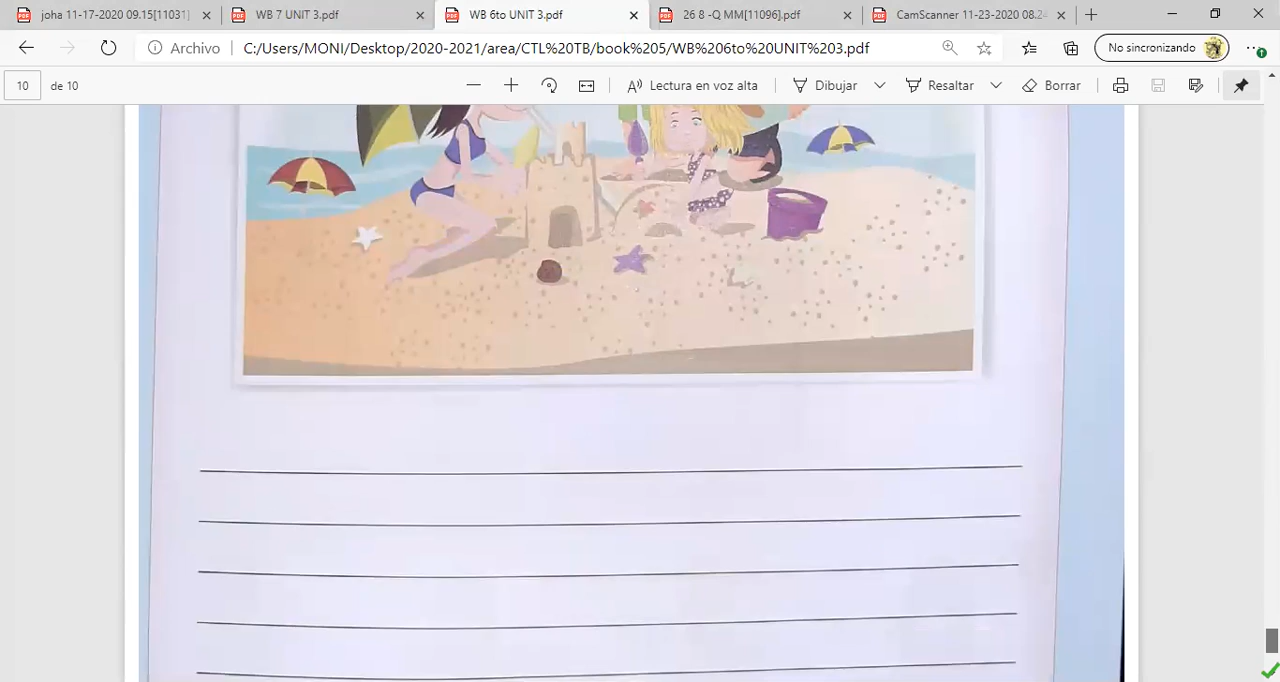 joha 11-17-2020 09.15[11031]
WB 7 UNIT 3.pdf
WB 6to UNIT 3.pdf
26 8 -Q MM[11096].pdf
CamScanner 11-23-2020 08.24
Archivo
C:/Users/MONI/Desktop/2020-2021/area/CTL%20TB/book%205/WB%206to%20UNIT%203.pdf
No sincronizando
10 de 10
Lectura en voz alta
Dibujar
Resaltar
Borrar